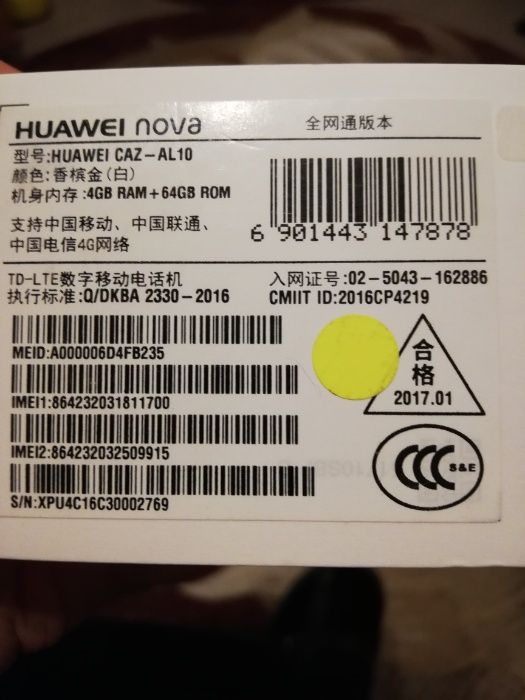 HUAWEI nova 全网通版本
型号:HUAWEI CAZ-AL10
颜色:香槟金(白)
机身内存:4GB RAM+64GB ROM
支持中国移动、中国联通、
中国电信4G网络
6 901443 147878
TD-LTE数字移动电话机
执行标准:Q/DKBA 2330-2016
入网证号:02-5043-162886
CMIIT ID:2016CP4219
MEID:A000006D4FB235
IMEI1:864232031811700
IMEI2:864232032509915
S/N:XPU4C16C30002769
合
格
2017.01
CCC S&E